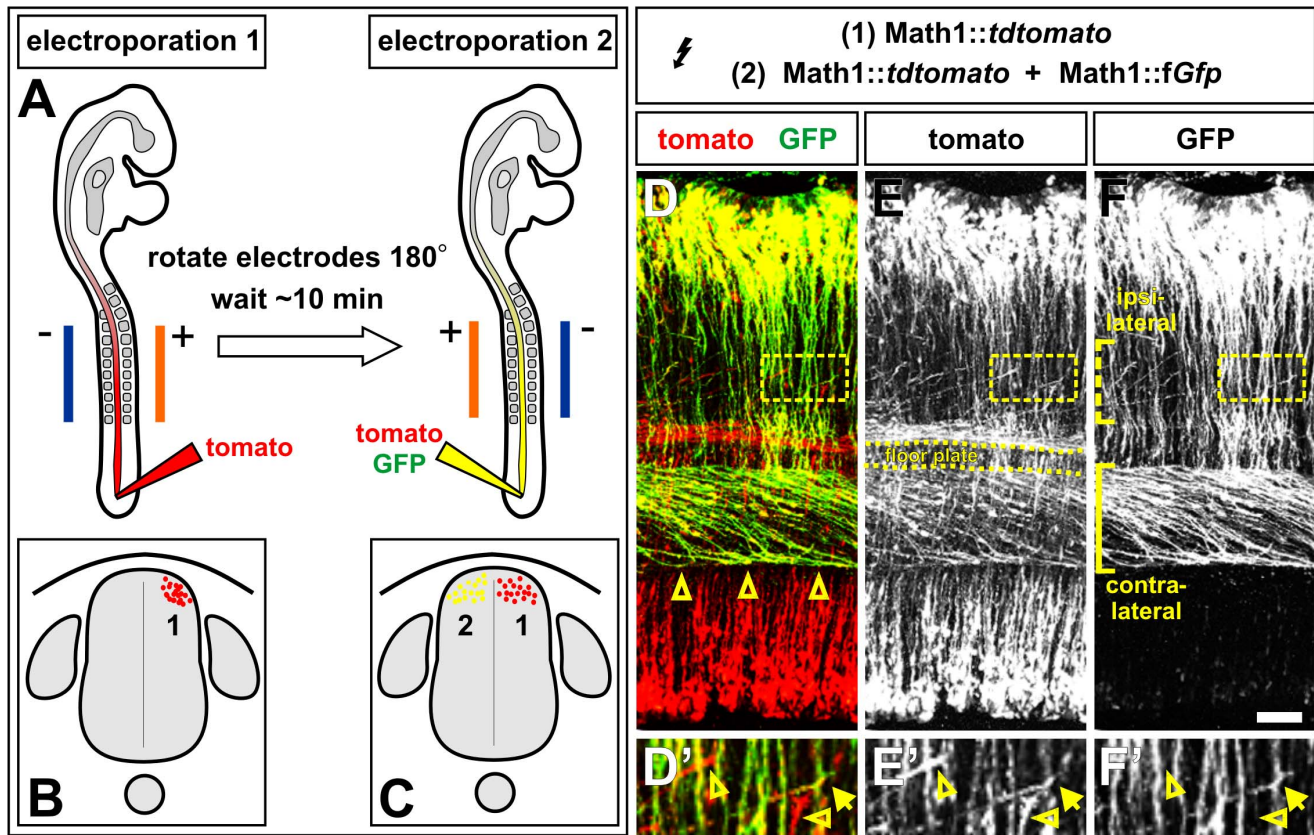 electroporation 1
electroporation 2
A
rotate electrodes 180°
wait ~10 min
-
+
+
-
tomato
tomato
GFP
1
B
2 1
C
(1) Math1::tdtomato
(2) Math1::tdtomato + Math1::fGfp
tomato GFP
tomato
GFP
D
E
F
ipsi-
lateral
floor plate
contra-
lateral
D'
E'
F'